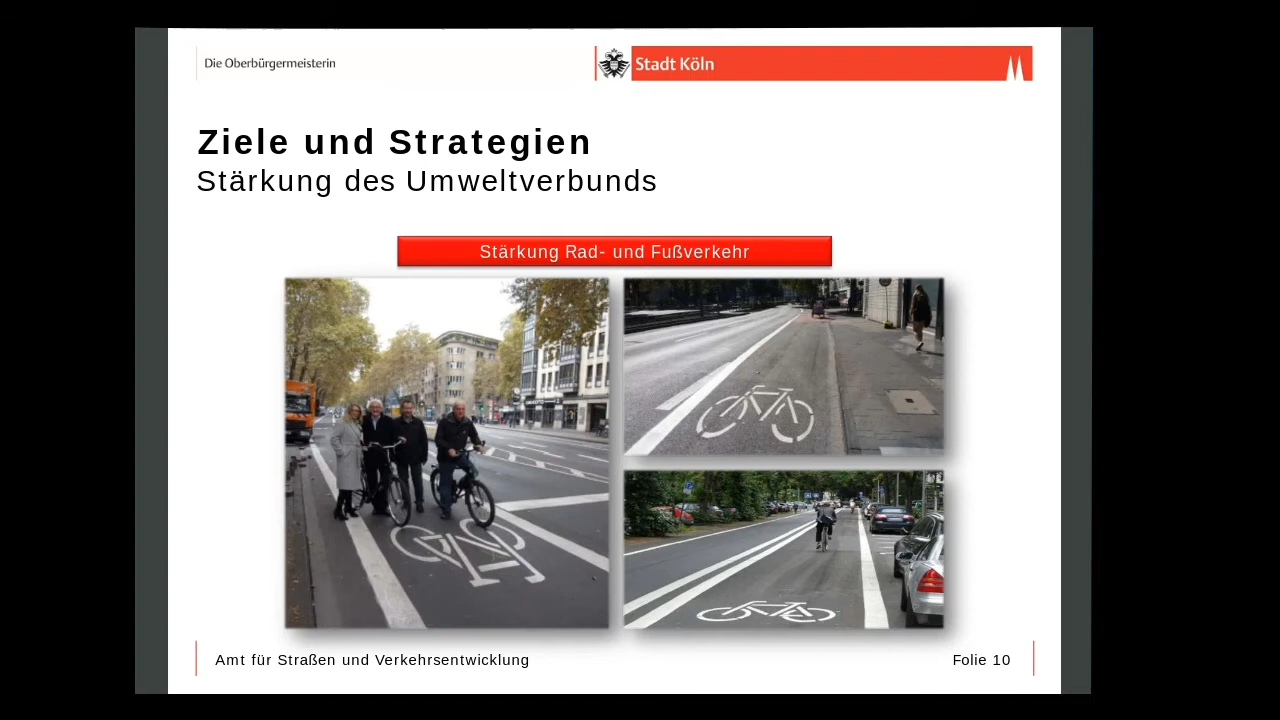 Die Oberbürgermeisterin
Stadt Köln
Ziele und Strategien
Stärkung des Umweltverbunds
Stärkung Rad- und Fußverkehr
Amt für Straßen und Verkehrsentwicklung
Folie 10